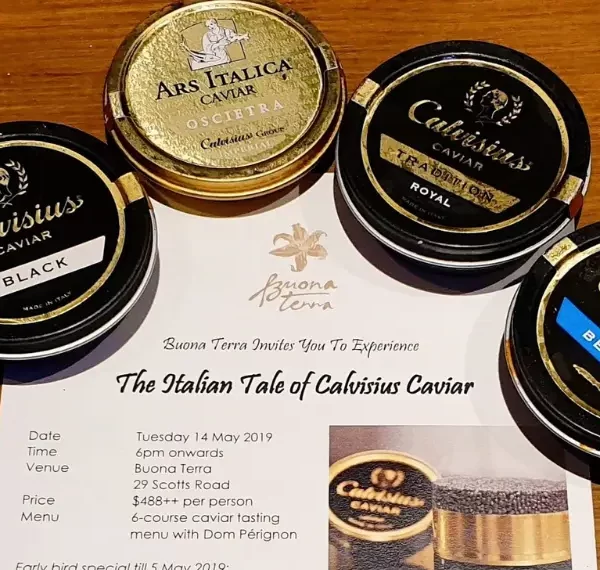 ARS ITALICA
CAVIAR
OSCIETRA
Calvisius Group
Calvisius
CAVIAR
TRADITION
ROYAL
MADE IN ITALY
CAVIAR
BLACK
MADE IN ITALY
Buona
terra
Buona Terra Invites You To Experience
The Italian Tale of Calvisius Caviar
Date Tuesday 14 May 2019
Time 6pm onwards
Venue Buona Terra
29 Scotts Road
Price $488++ per person
Menu 6-course caviar tasting
menu with Dom Pérignon
Calvisius
CAVIAR
Early bird special till 5 May 2019: